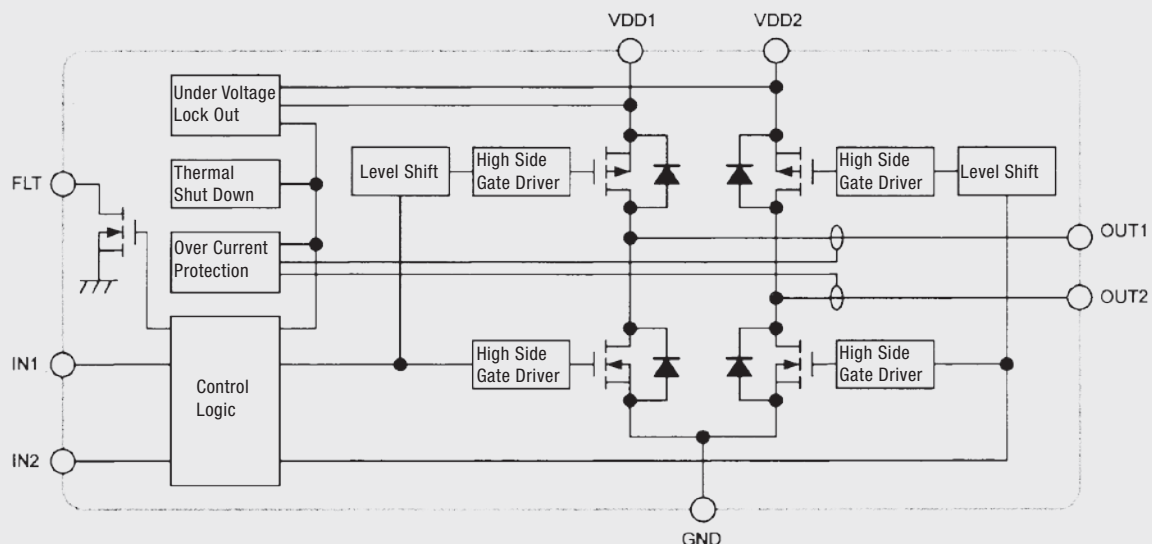 VDD1
VDD2
Under Voltage
Lock Out
Thermal
Shut Down
Over Current
Protection
Level Shift
High Side
Gate Driver
High Side
Gate Driver
Level Shift
FLT
OUT1
OUT2
IN1
Control
Logic
High Side
Gate Driver
High Side
Gate Driver
IN2
GND